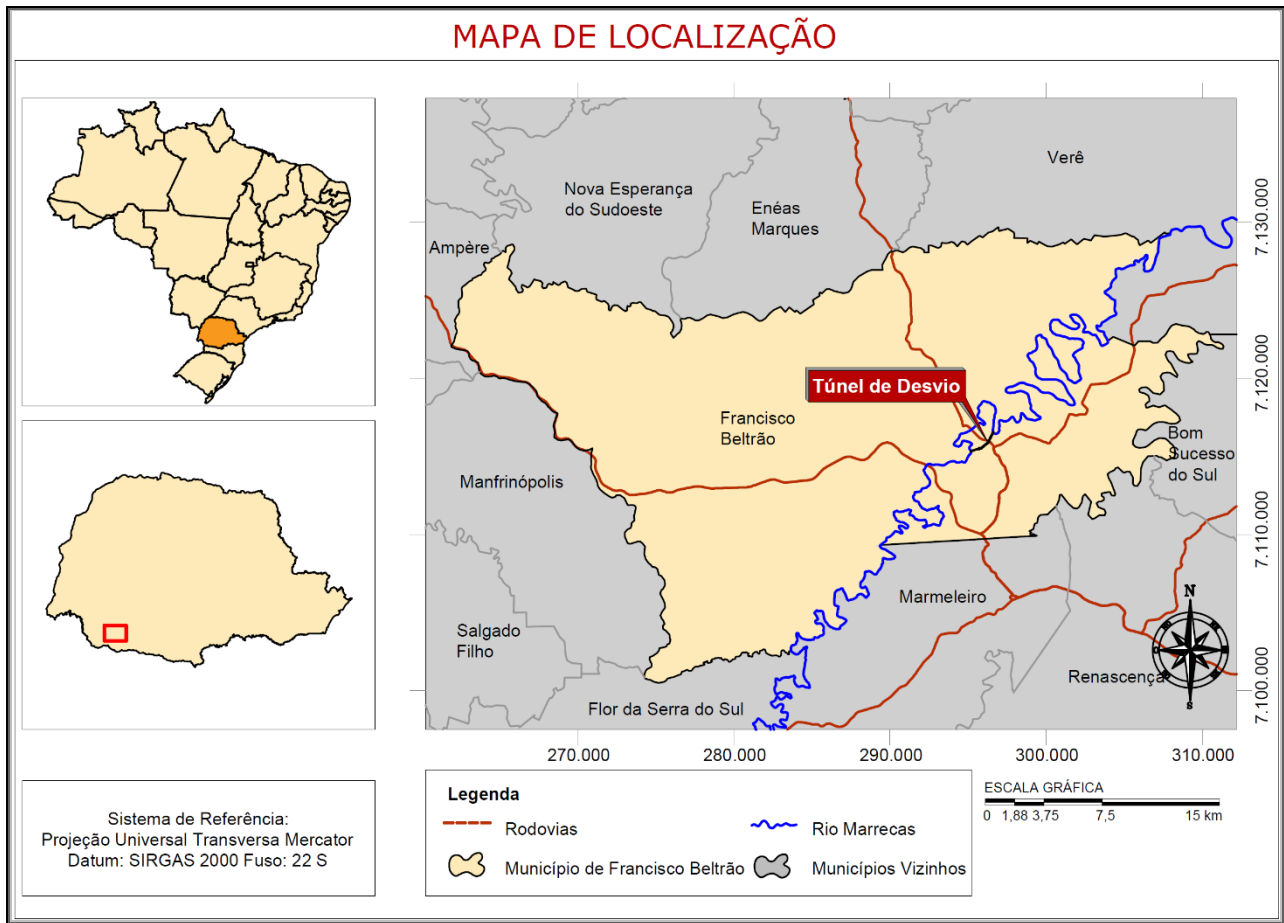 MAPA DE LOCALIZAÇÃO
Verê
Nova Esperança
do Sudoeste
Enéas
Marques
Ampère
7.130.000
7.120.000
7.110.000
7.100.000
Túnel de Desvio
Francisco
Beltrão
Bom
Sucesso
do Sul
Manfrinópolis
Marmeleiro
N
O
S
Salgado
Filho
Renascença
Flor da Serra do Sul
270.000
280.000
290.000
300.000
310.000
Sistema de Referência:
Projeção Universal Transversa Mercator
Datum: SIRGAS 2000 Fuso: 22 S
Legenda
Rodovias
Rio Marrecas
Município de Francisco Beltrão
Municípios Vizinhos
ESCALA GRÁFICA
0 1,88 3,75 7,5 15 km